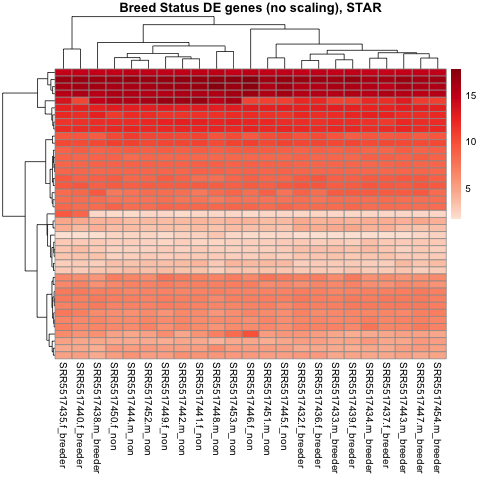 Breed Status DE genes (no scaling), STAR
15
10
5
SRR5517435.f_breeder
SRR5517440.f_breeder
SRR5517438.m_breeder
SRR5517450.f_non
SRR5517444.m_non
SRR5517452.m_non
SRR5517449.f_non
SRR5517442.m_non
SRR5517441.f_non
SRR5517448.m_non
SRR5517453.m_non
SRR5517446.f_non
SRR5517451.m_non
SRR5517445.f_non
SRR5517432.f_breeder
SRR5517436.f_breeder
SRR5517433.m_breeder
SRR5517439.f_breeder
SRR5517434.m_breeder
SRR5517437.f_breeder
SRR5517443.m_breeder
SRR5517447.m_breeder
SRR5517454.m_breeder